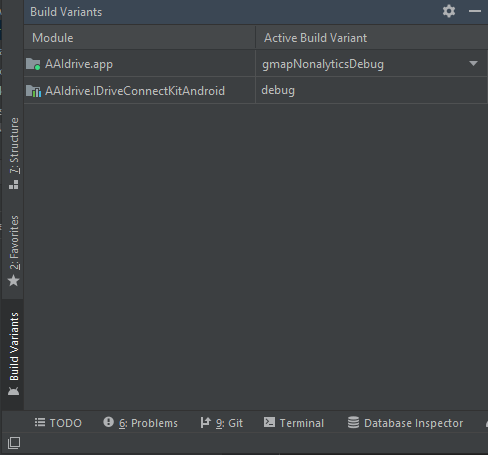 Build Variants
Module Active Build Variant
AAIdrive.app gmapNonalyticsDebug
AAIdrive.IDriveConnectKitAndroid debug
7: Structure
2: Favorites
Build Variants
TODO 6: Problems 9: Git Terminal Database Inspector